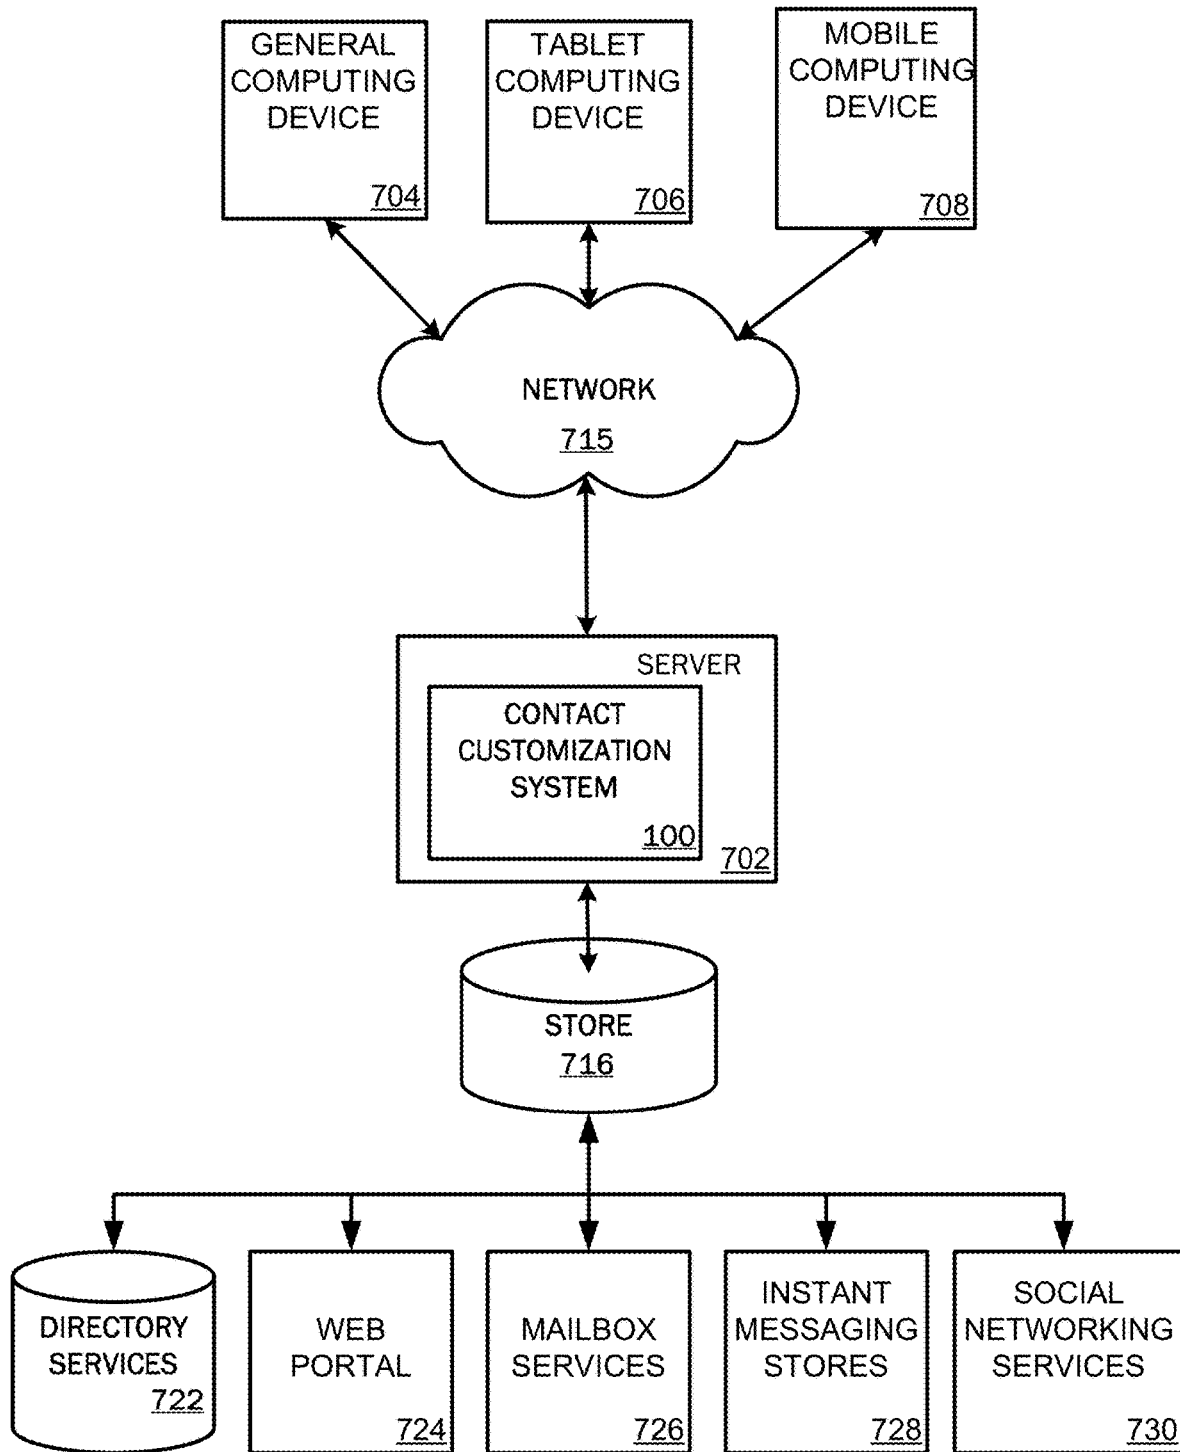 GENERAL
COMPUTING
DEVICE
704
TABLET
COMPUTING
DEVICE
706
MOBILE
COMPUTING
DEVICE
708
NETWORK
715
SERVER
CONTACT
CUSTOMIZATION
SYSTEM
100
702
STORE
716
DIRECTORY
SERVICES
722
WEB
PORTAL
724
MAILBOX
SERVICES
726
INSTANT
MESSAGING
STORES
728
SOCIAL
NETWORKING
SERVICES
730